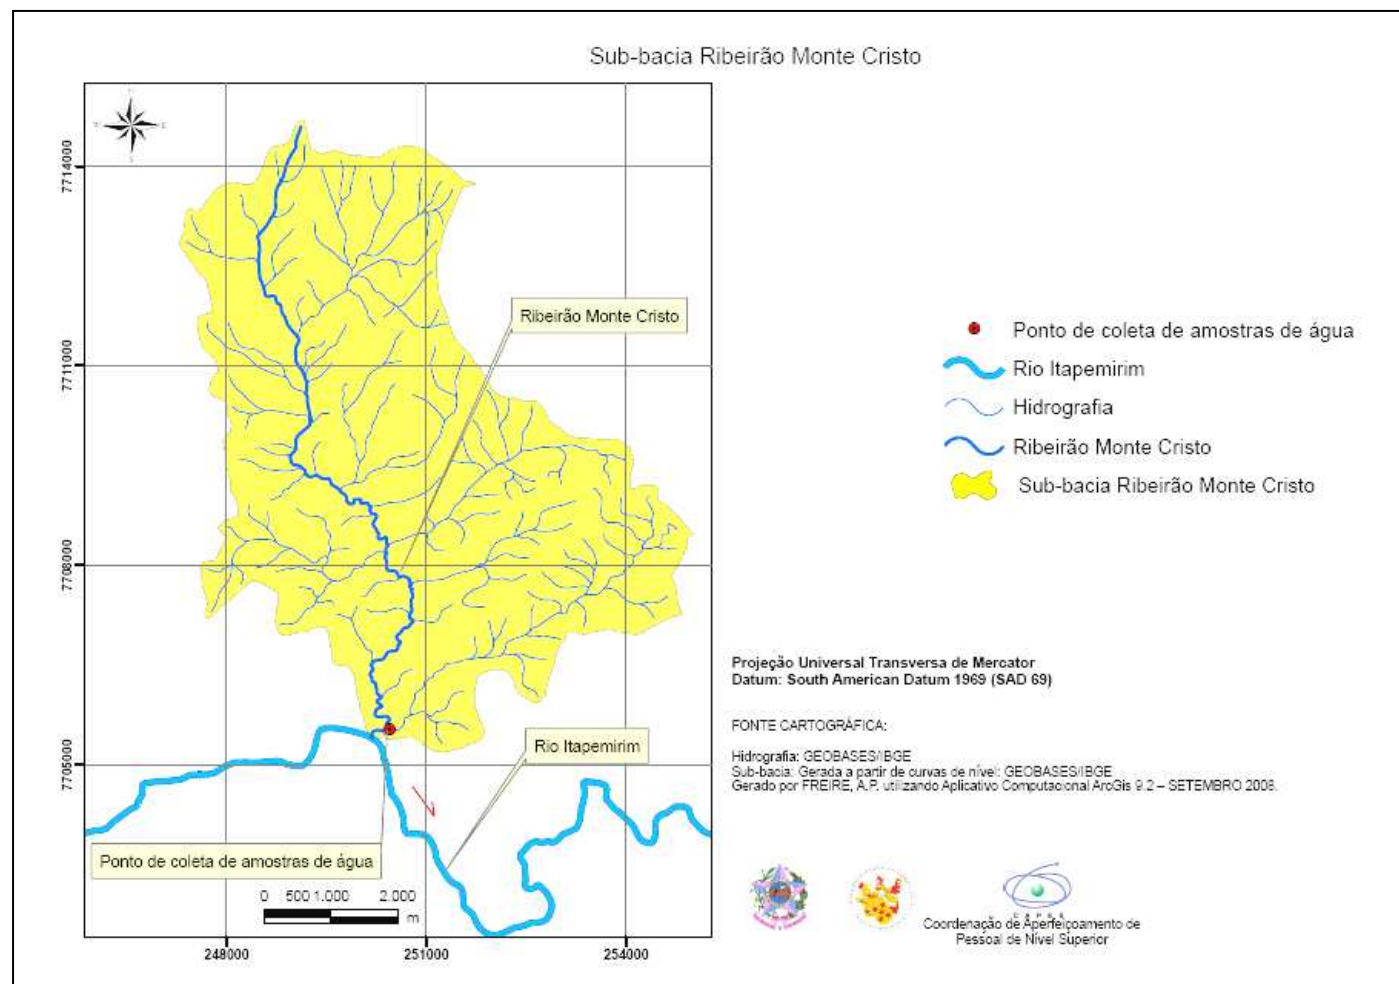 Sub-bacia Ribeirão Monte Cristo
7714000
7711000
7708000
7705000
248000
251000
254000
Ribeirão Monte Cristo
Rio Itapemirim
Ponto de coleta de amostras de água
0 500 1.000 2.000
m
Ponto de coleta de amostras de água
Rio Itapemirim
Hidrografia
Ribeirão Monte Cristo
Sub-bacia Ribeirão Monte Cristo
Projeção Universal Transversa de Mercator
Datum: South American Datum 1969 (SAD 69)
FONTE CARTOGRÁFICA:
Hidrografia: GEOBASES/IBGE
Sub-bacia: Gerada a partir de curvas de nível: GEOBASES/IBGE
Gerado por FREIRE, A.P. utilizando Aplicativo Computacional ArcGis 9.2 – SETEMBRO 2008.
C A P E S
Coordenação de Aperfeiçoamento de
Pessoal de Nível Superior